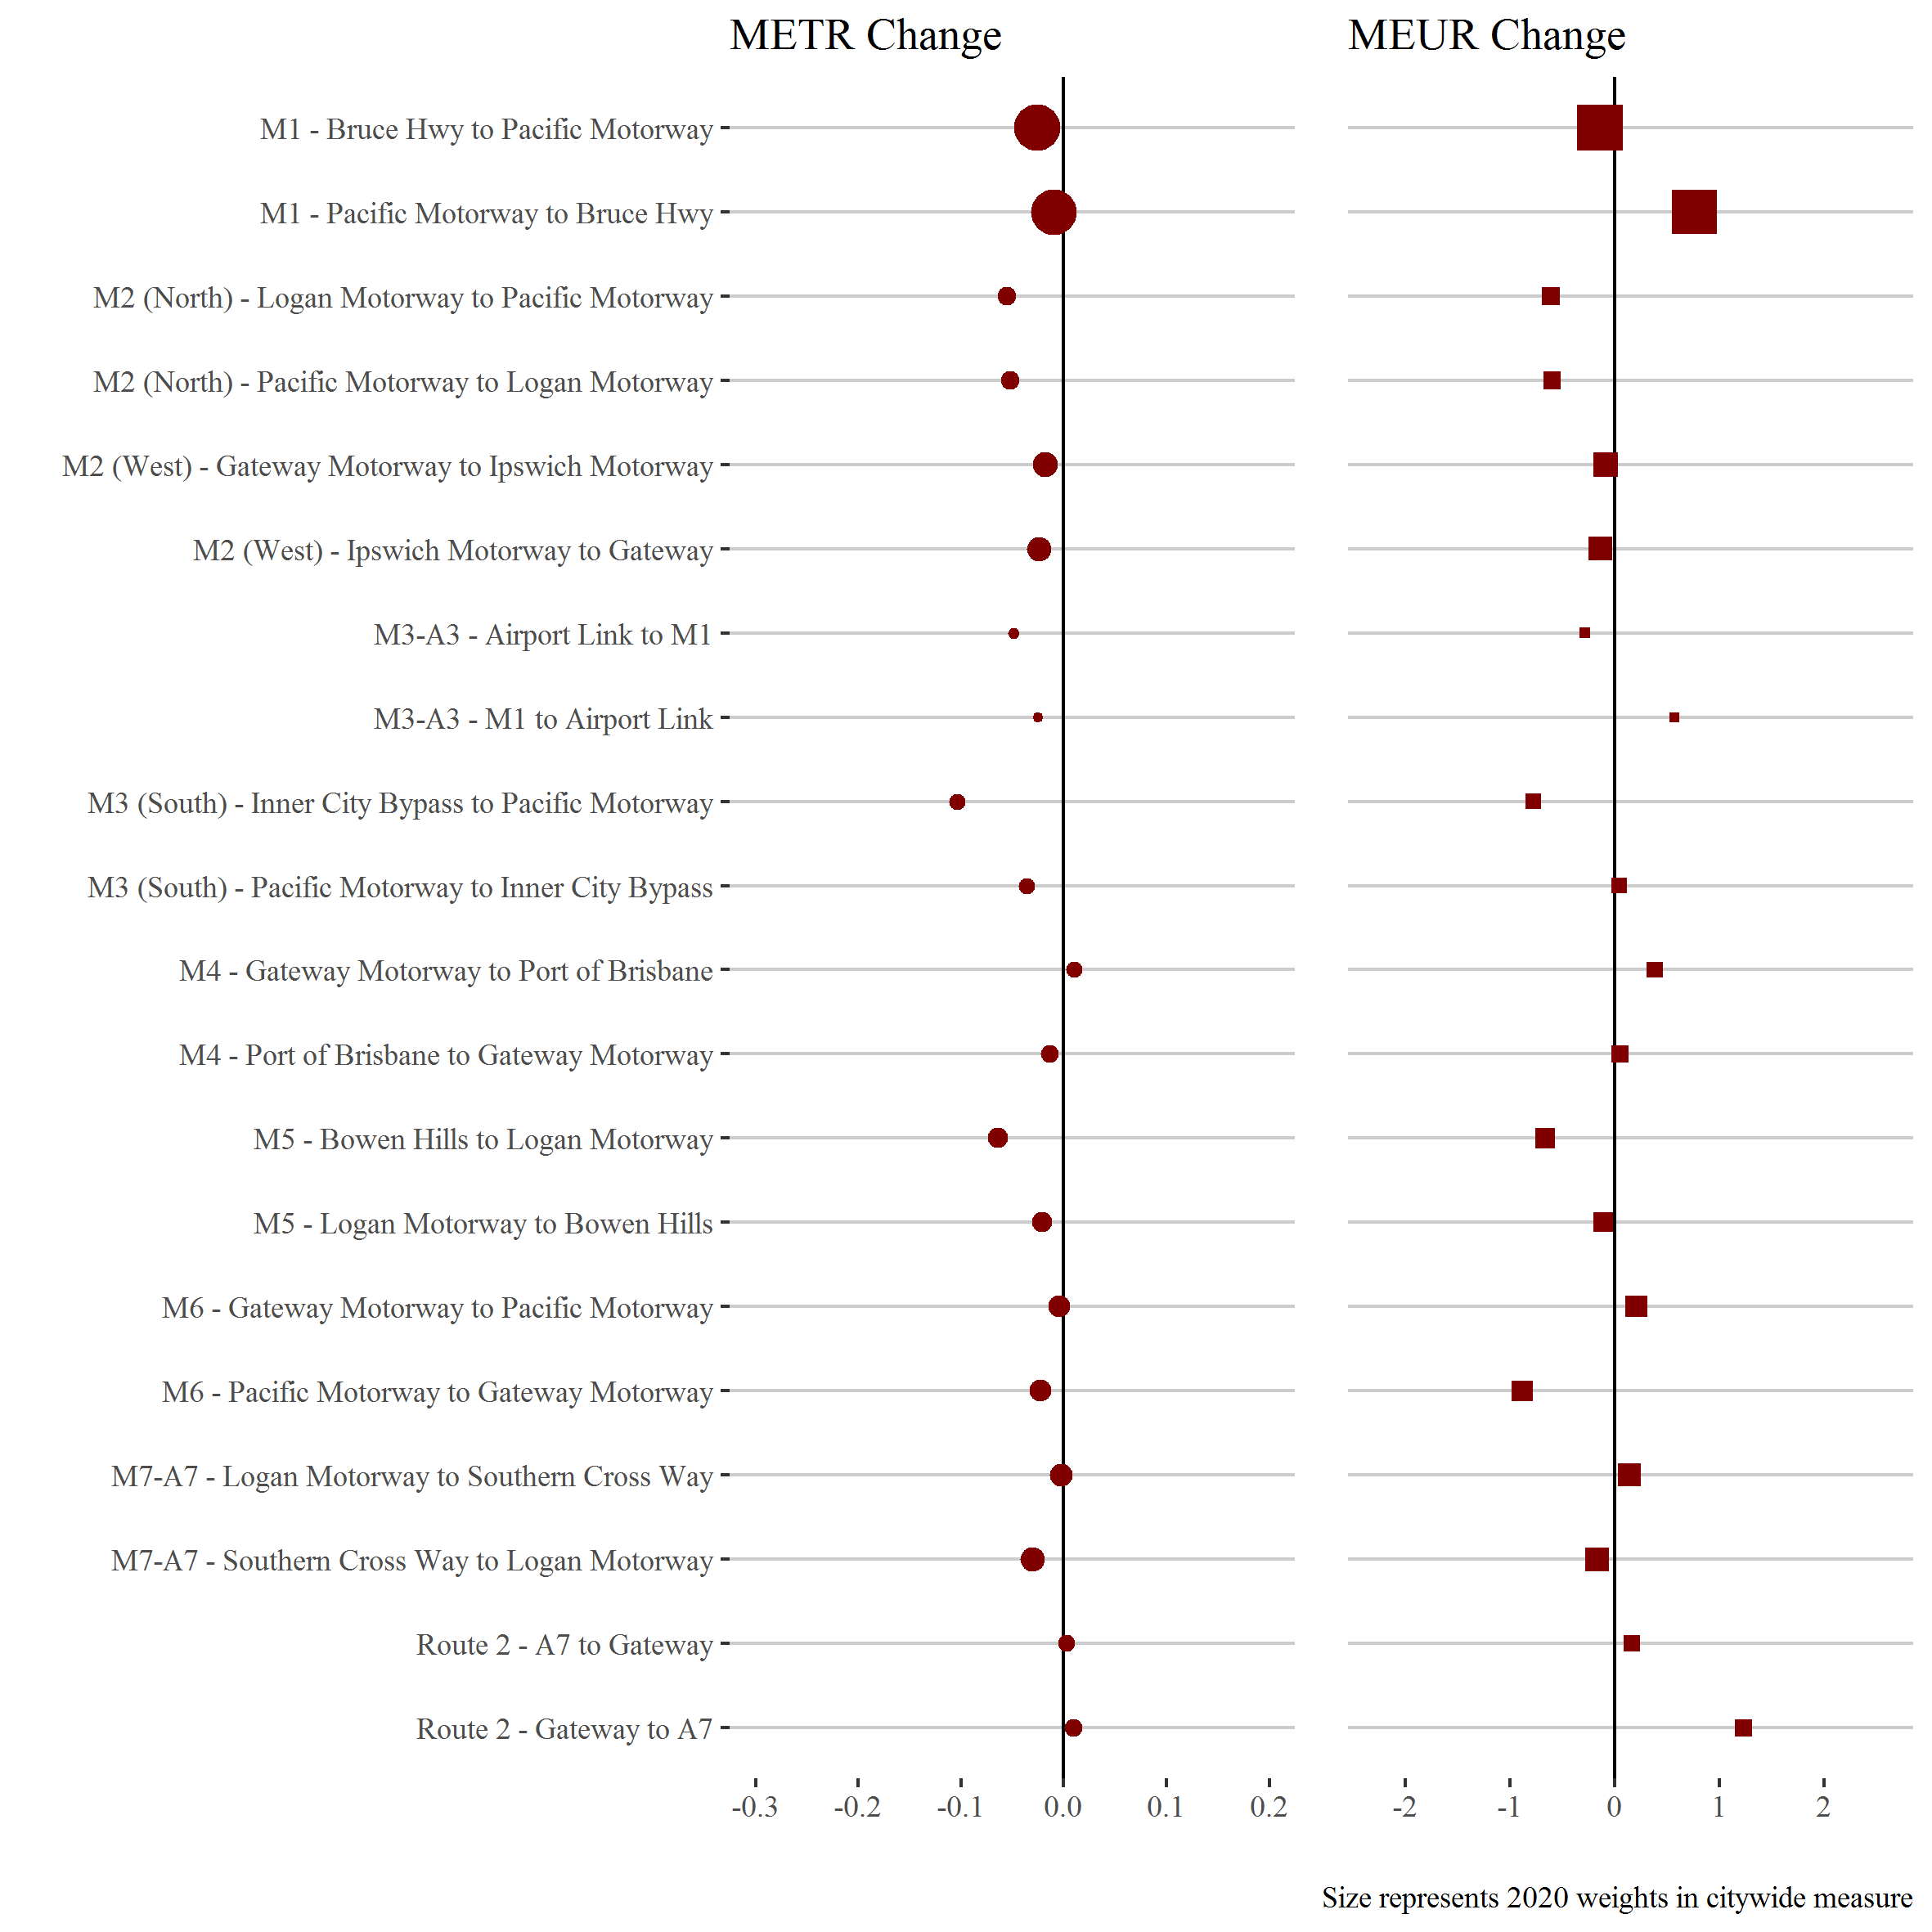 METR Change
MEUR Change
M1 - Bruce Hwy to Pacific Motorway
M1 - Pacific Motorway to Bruce Hwy
M2 (North) - Logan Motorway to Pacific Motorway
M2 (North) - Pacific Motorway to Logan Motorway
M2 (West) - Gateway Motorway to Ipswich Motorway
M2 (West) - Ipswich Motorway to Gateway
M3-A3 - Airport Link to M1
M3-A3 - M1 to Airport Link
M3 (South) - Inner City Bypass to Pacific Motorway
M3 (South) - Pacific Motorway to Inner City Bypass
M4 - Gateway Motorway to Port of Brisbane
M4 - Port of Brisbane to Gateway Motorway
M5 - Bowen Hills to Logan Motorway
M5 - Logan Motorway to Bowen Hills
M6 - Gateway Motorway to Pacific Motorway
M6 - Pacific Motorway to Gateway Motorway
M7-A7 - Logan Motorway to Southern Cross Way
M7-A7 - Southern Cross Way to Logan Motorway
Route 2 - A7 to Gateway
Route 2 - Gateway to A7
-0.3 -0.2 -0.1 0.0 0.1 0.2
-2 -1 0 1 2
Size represents 2020 weights in citywide measure